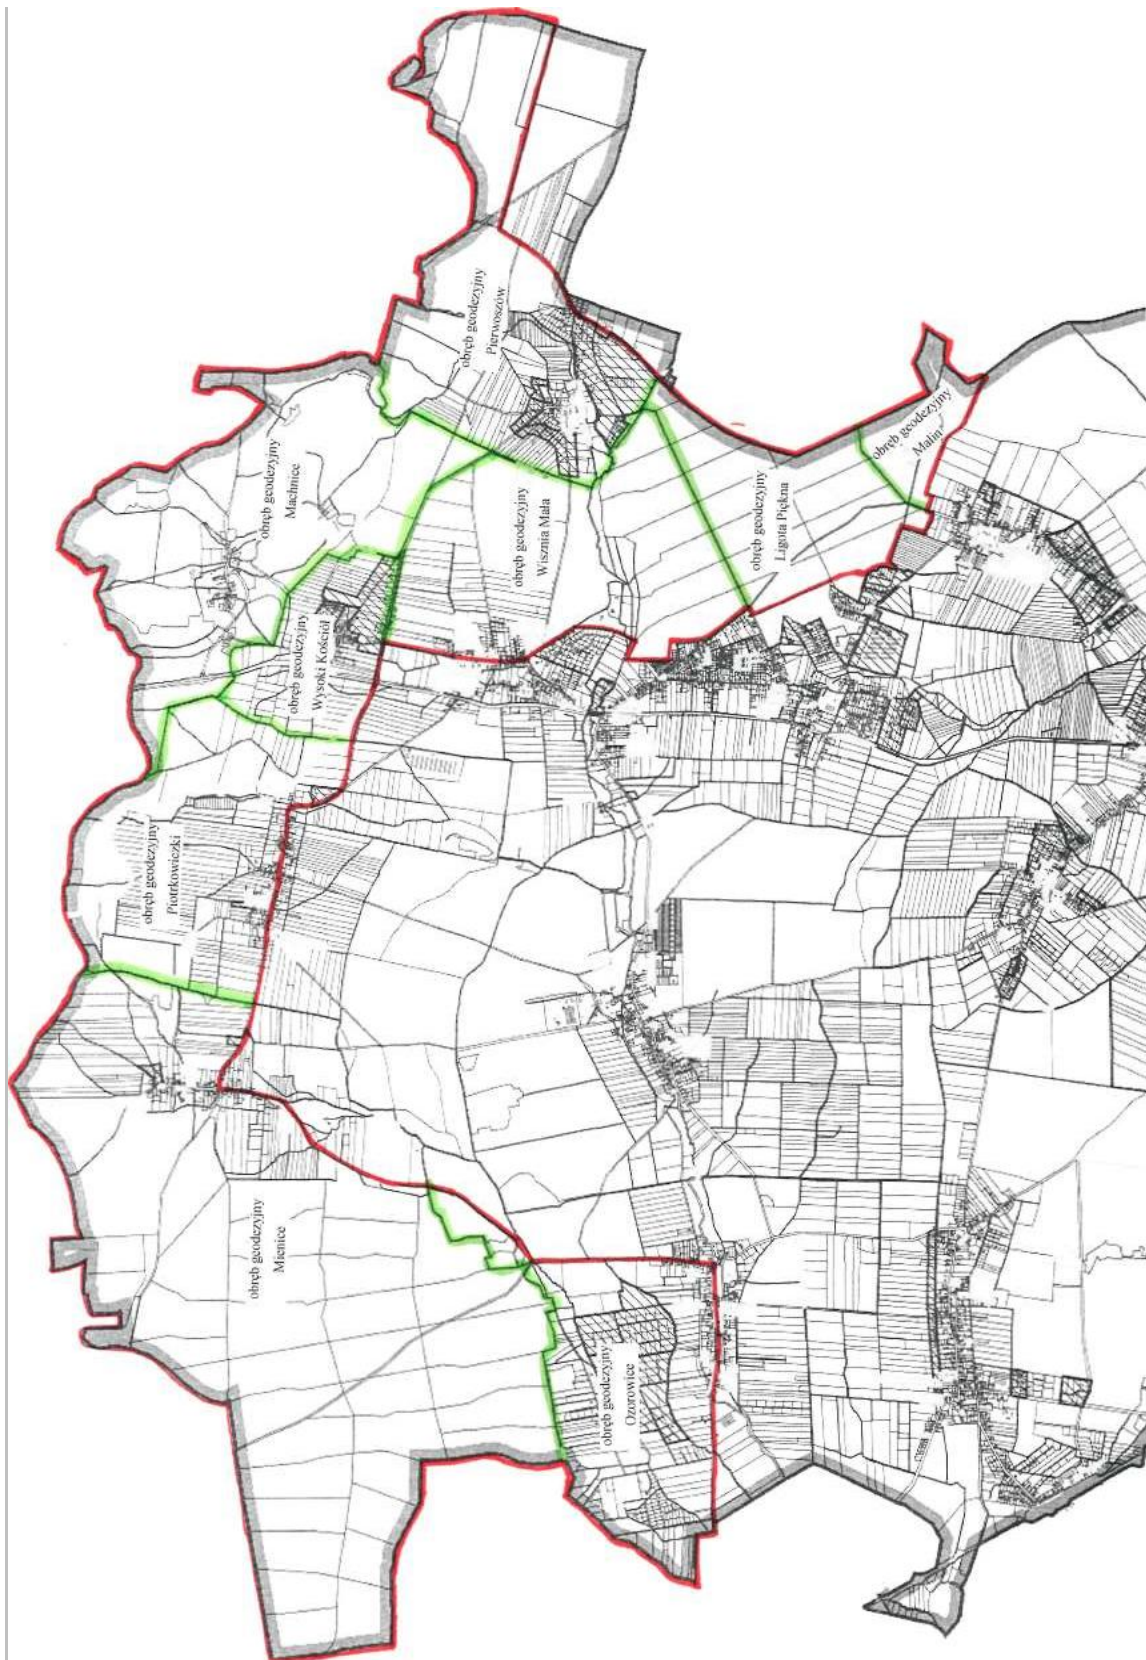 obręb geodezyjny
Pierwoszów
obręb geodezyjny
Machnice
obręb geodezyjny
Malin
obręb geodezyjny
Ligota Piękna
obręb geodezyjny
Wisznia Mała
obręb geodezyjny
Wysoki Kościół
obręb geodezyjny
Piotrkowiczki
obręb geodezyjny
Mienice
obręb geodezyjny
Ozorowice